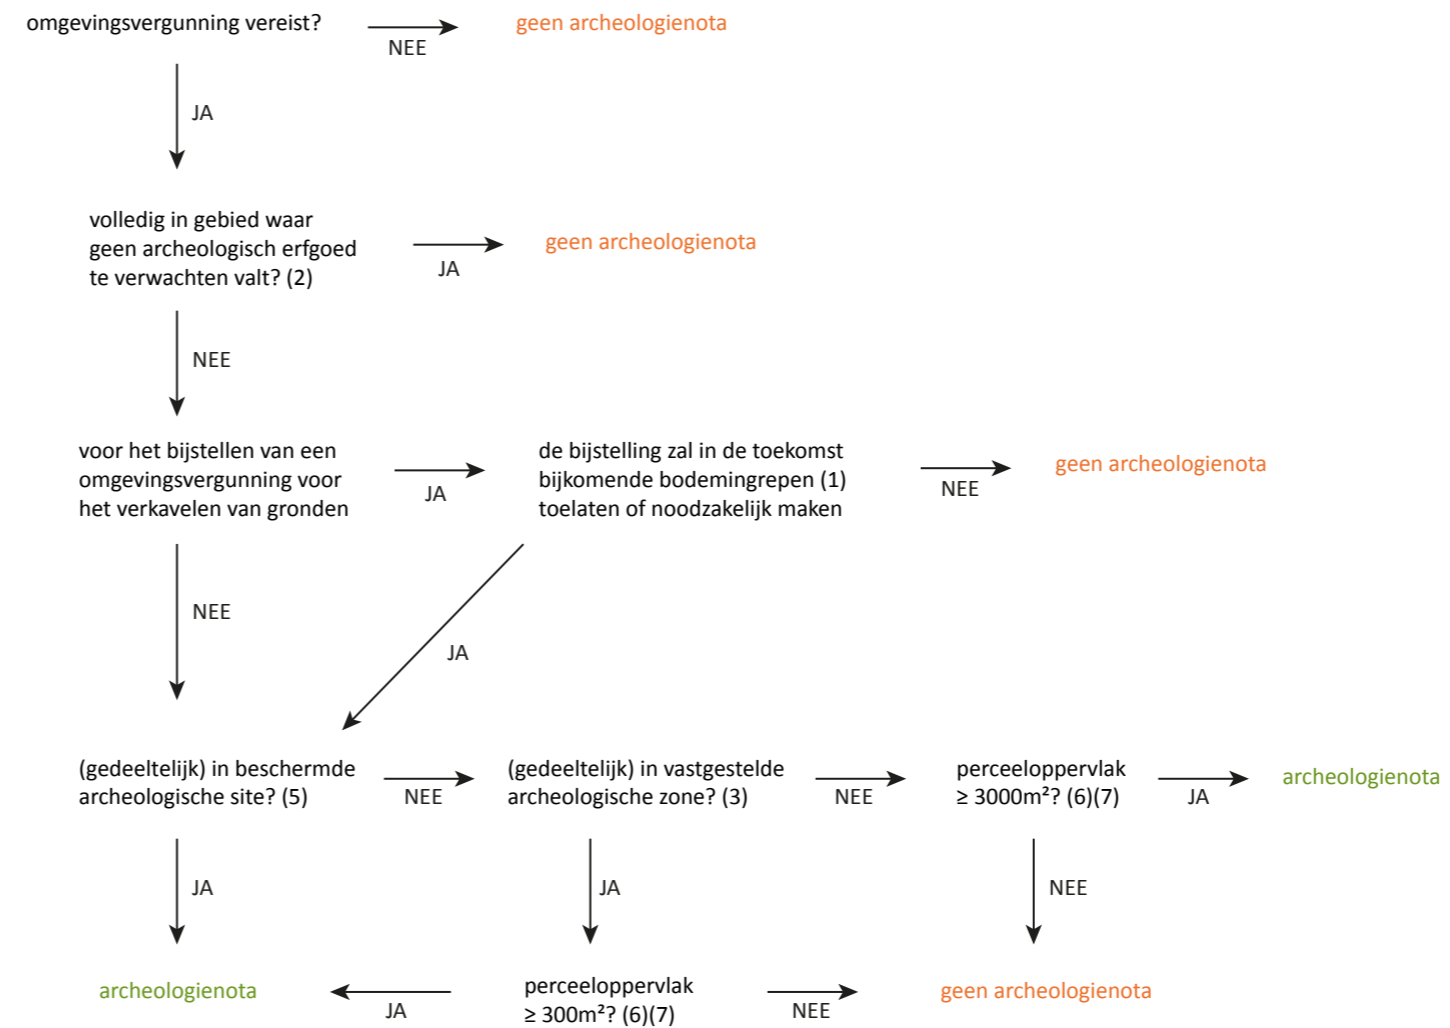 omgevingsvergunning vereist?
NEE
geen archeologienota
JA
volledig in gebied waar
geen archeologisch erfgoed
te verwachten valt? (2)
JA
geen archeologienota
NEE
voor het bijstellen van een
omgevingsvergunning voor
het verkavelen van gronden
JA
de bijstelling zal in de toekomst
bijkomende bodemingrepen (1)
toelaten of noodzakelijk maken
NEE
geen archeologienota
NEE
JA
(gedeeltelijk) in beschermde
archeologische site? (5)
NEE
(gedeeltelijk) in vastgestelde
archeologische zone? (3)
NEE
perceeloppervlak
≥ 3000m²? (6)(7)
JA
archeologienota
JA
JA
NEE
archeologienota
JA
perceeloppervlak
≥ 300m²? (6)(7)
NEE
geen archeologienota